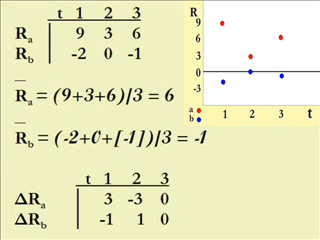 t 1 2 3
Ra 9 3 6
Rb -2 0 -1
Ra = (9+3+6)/3 = 6
Rb = (-2+0+[-1])/3 = -1
t 1 2 3
ΔRa 3 -3 0
ΔRb -1 1 0
R
9
6
3
0
-3
a
b
1 2 3 t